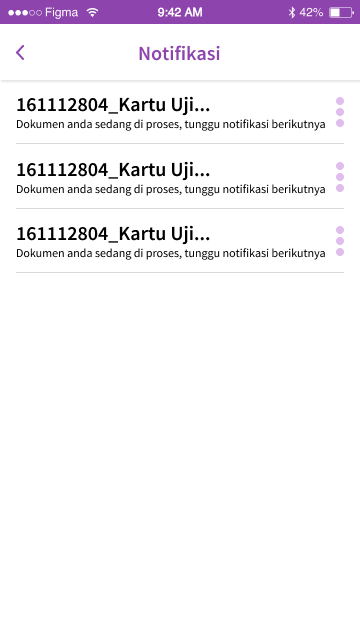 Figma 9:42 AM 42%
Notifikasi
161112804_Kartu Uji...
Dokumen anda sedang di proses, tunggu notifikasi berikutnya
161112804_Kartu Uji...
Dokumen anda sedang di proses, tunggu notifikasi berikutnya
161112804_Kartu Uji...
Dokumen anda sedang di proses, tunggu notifikasi berikutnya